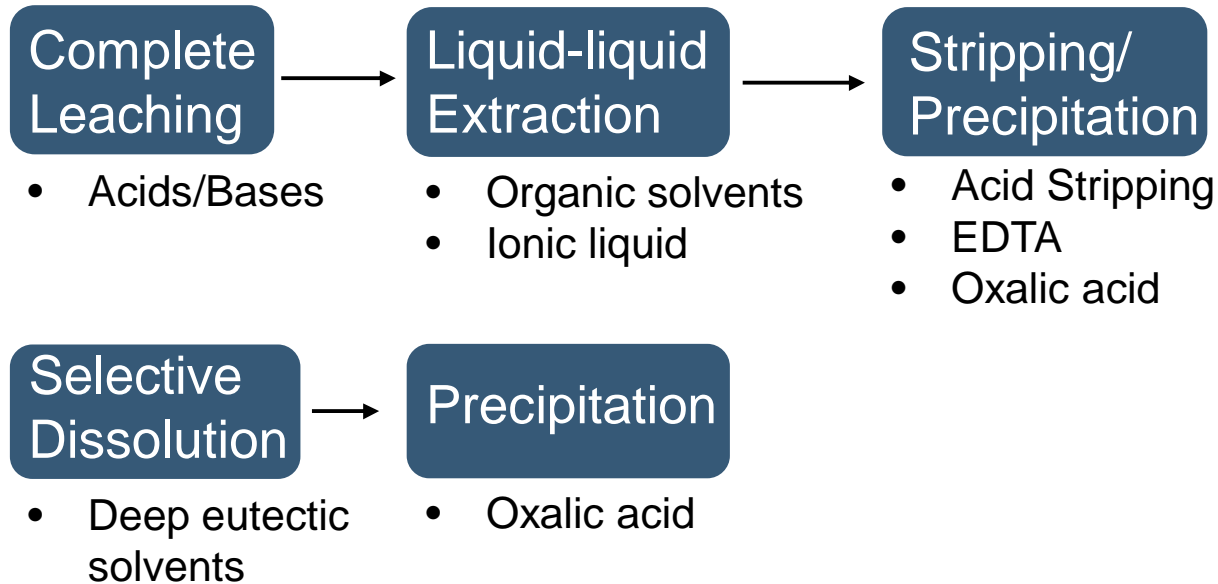 Complete
Leaching
• Acids/Bases
Liquid-liquid
Extraction
• Organic solvents
• Ionic liquid
Stripping/
Precipitation
• Acid Stripping
• EDTA
• Oxalic acid
Selective
Dissolution
• Deep eutectic
solvents
Precipitation
• Oxalic acid